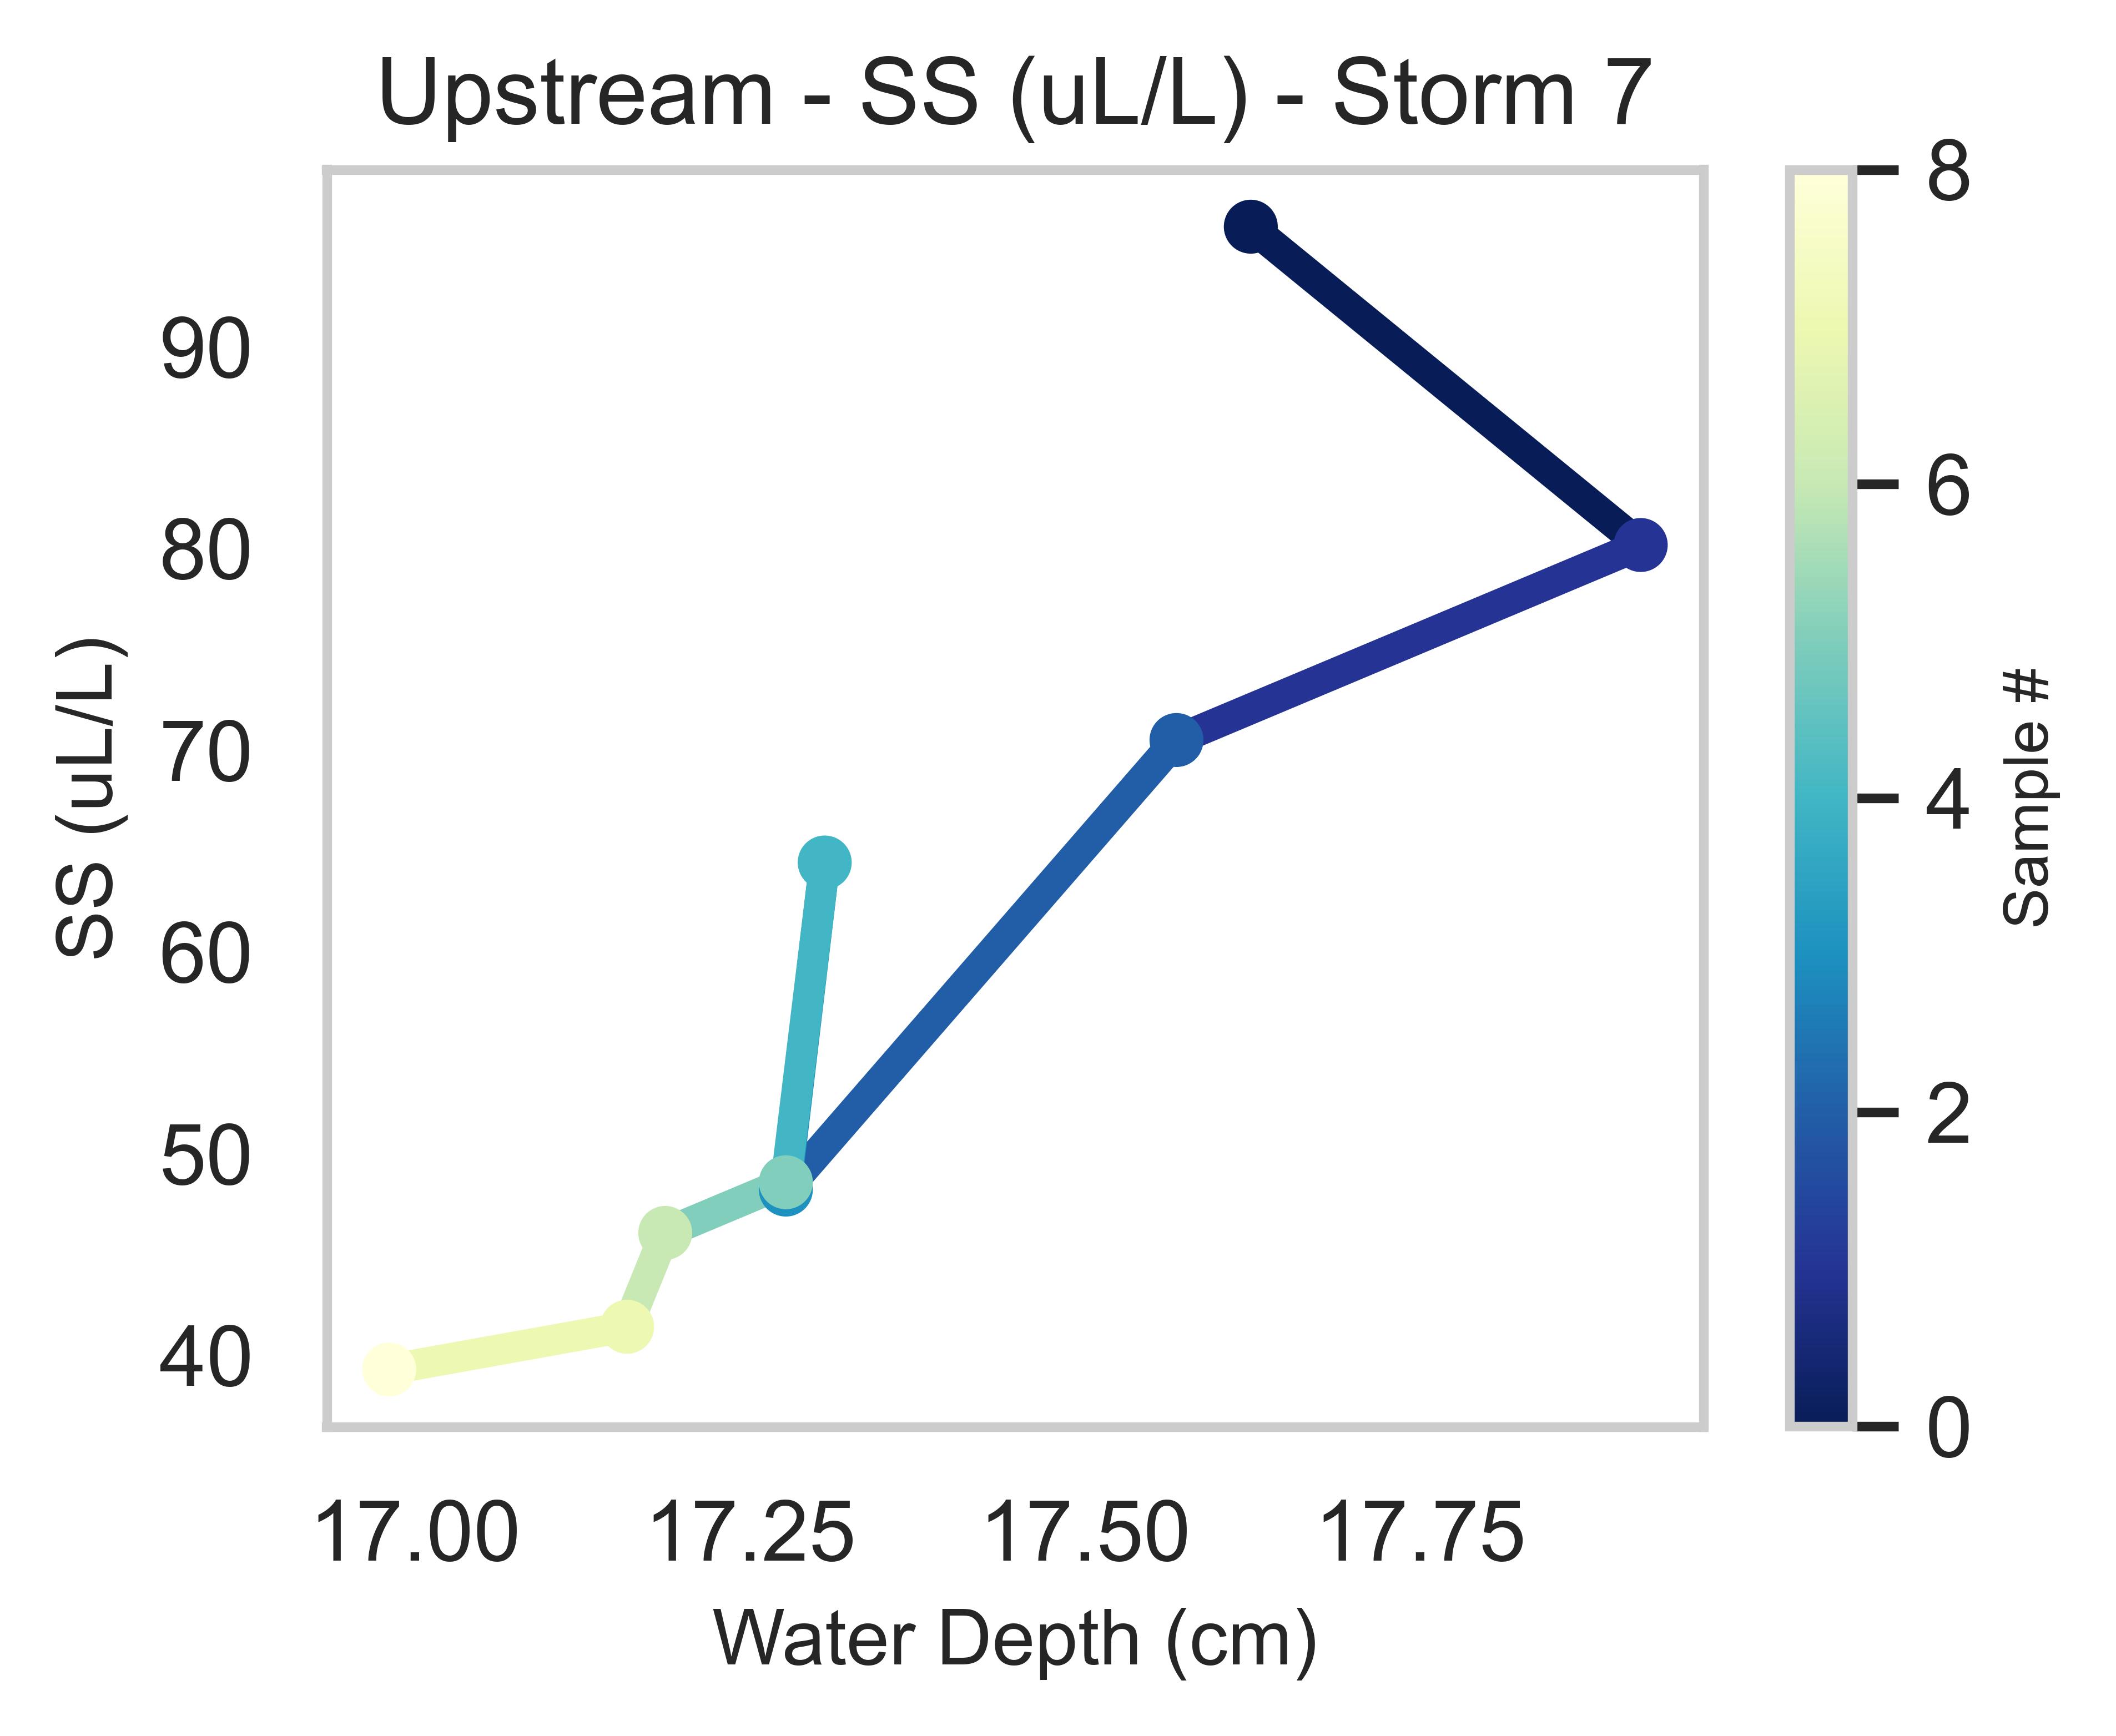 Upstream - SS (uL/L) - Storm 7
SS (uL/L)
90
80
70
60
50
40
17.00 17.25 17.50 17.75
Water Depth (cm)
8
6
4
2
0
Sample #